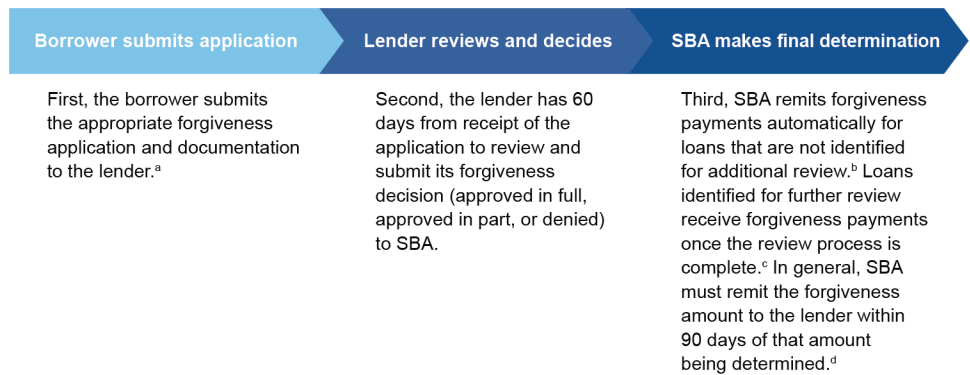 Borrower submits application
Lender reviews and decides
SBA makes final determination
First, the borrower submits
the appropriate forgiveness
application and documentation
to the lender.ᵃ
Second, the lender has 60
days from receipt of the
application to review and
submit its forgiveness
decision (approved in full,
approved in part, or denied)
to SBA.
Third, SBA remits forgiveness
payments automatically for
loans that are not identified
for additional review.ᵇ Loans
identified for further review
receive forgiveness payments
once the review process is
complete.ᶜ In general, SBA
must remit the forgiveness
amount to the lender within
90 days of that amount
being determined.ᵈ